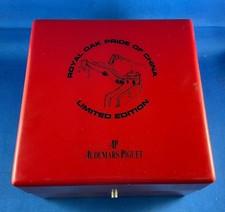 ROYAL OAK PRIDE OF CHINA
LIMITED EDITION
AP
AUDEMARS PIGUET